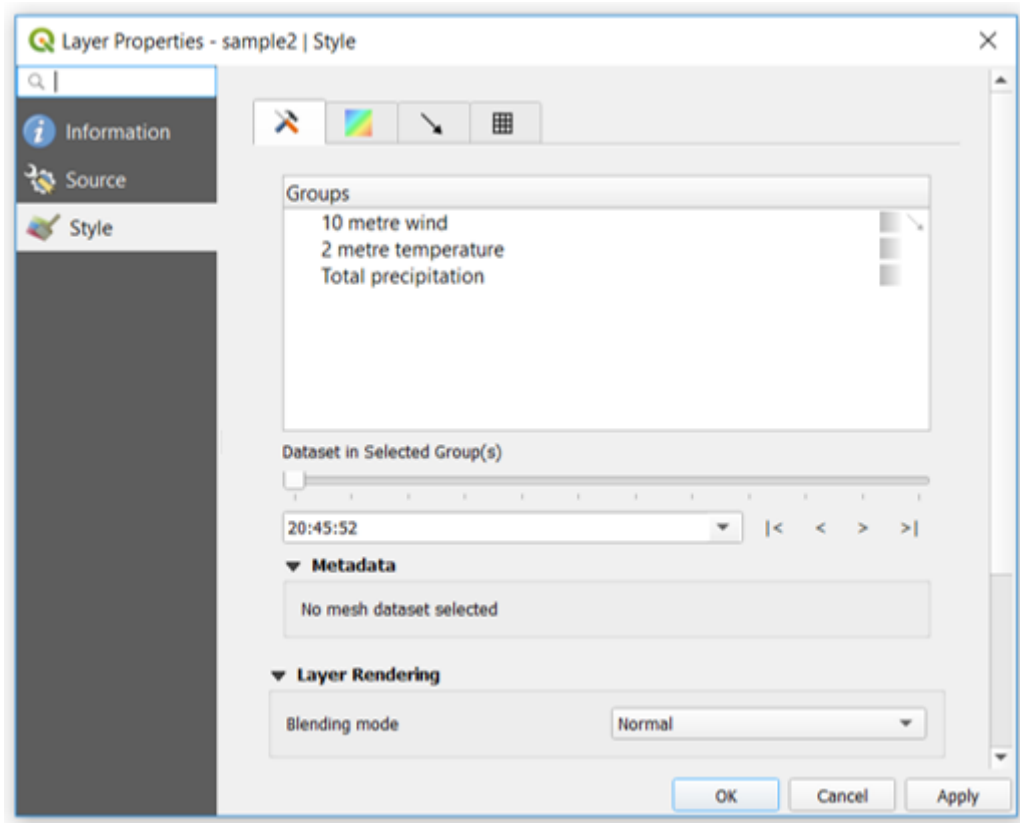 Layer Properties - sample2 | Style
Information
Source
Style
Groups
10 metre wind
2 metre temperature
Total precipitation
Dataset in Selected Group(s)
20:45:52 |< < > >|
Metadata
No mesh dataset selected
Layer Rendering
Blending mode Normal
OK Cancel Apply